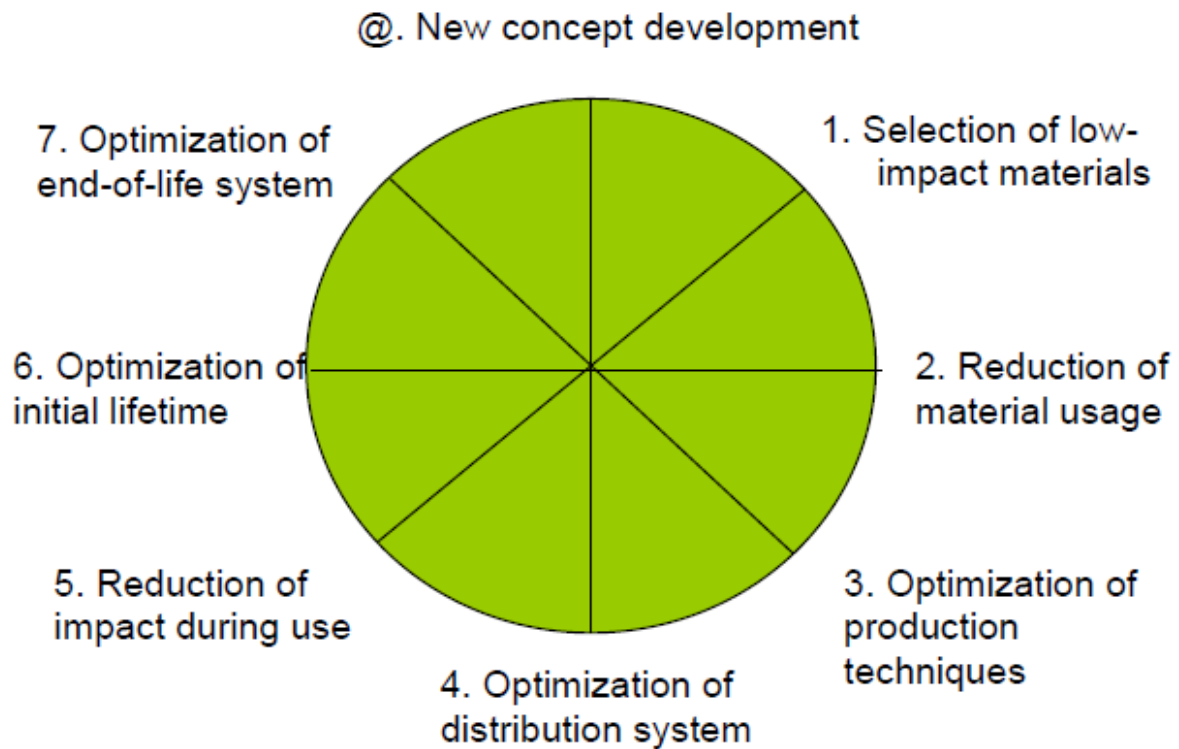 @. New concept development
1. Selection of low-
impact materials
2. Reduction of
material usage
3. Optimization of
production
techniques
4. Optimization of
distribution system
5. Reduction of
impact during use
6. Optimization of
initial lifetime
7. Optimization of
end-of-life system